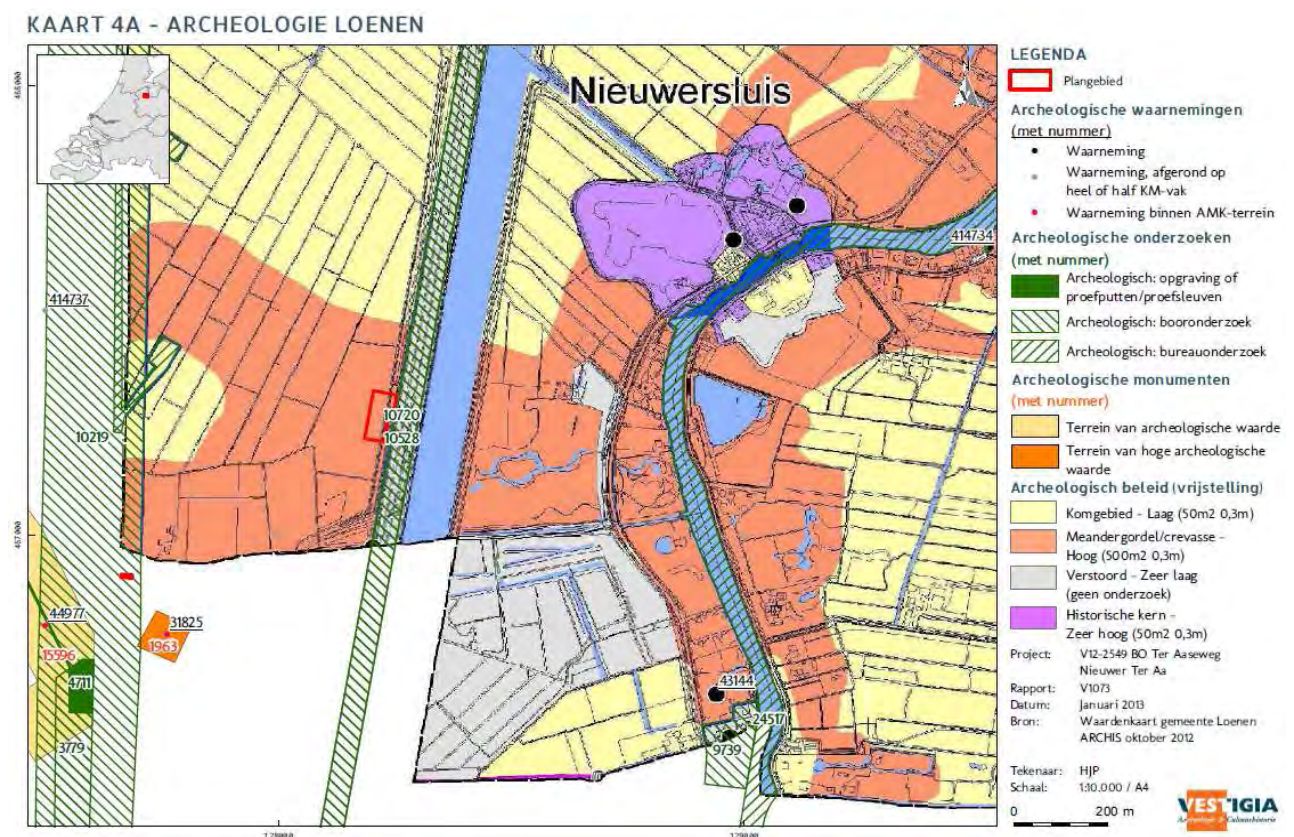 KAART 4A - ARCHEOLOGIE LOENEN
Nieuwersluis
468000
467000
128000
129000
414734
414737
10219
10720
10528
44977
15596
4711
3779
31825
1963
43144
24517
9739
LEGENDA
Plangebied
Archeologische waarnemingen
(met nummer)
Waarneming
Waarneming, afgerond op
heel of half KM-vak
Waarneming binnen AMK-terrein
Archeologische onderzoeken
(met nummer)
Archeologisch: opgraving of
proefputten/proefsleuven
Archeologisch: booronderzoek
Archeologisch: bureauonderzoek
Archeologische monumenten
(met nummer)
Terrein van archeologische waarde
Terrein van hoge archeologische
waarde
Archeologisch beleid (vrijstelling)
Komgebied - Laag (50m2 0,3m)
Meandergordel/crevasse -
Hoog (500m2 0,3m)
Verstoord - Zeer laag
(geen onderzoek)
Historische kern -
Zeer hoog (50m2 0,3m)
Project: V12-2549 BO Ter Aaseweg
Nieuwer Ter Aa
Rapport: V1073
Datum: Januari 2013
Bron: Waardenkaart gemeente Loenen
ARCHIS oktober 2012
Tekenaar: HJP
Schaal: 1:10.000 / A4
0 200 m
VESTIGIA
Archeologie & Cultuurhistorie